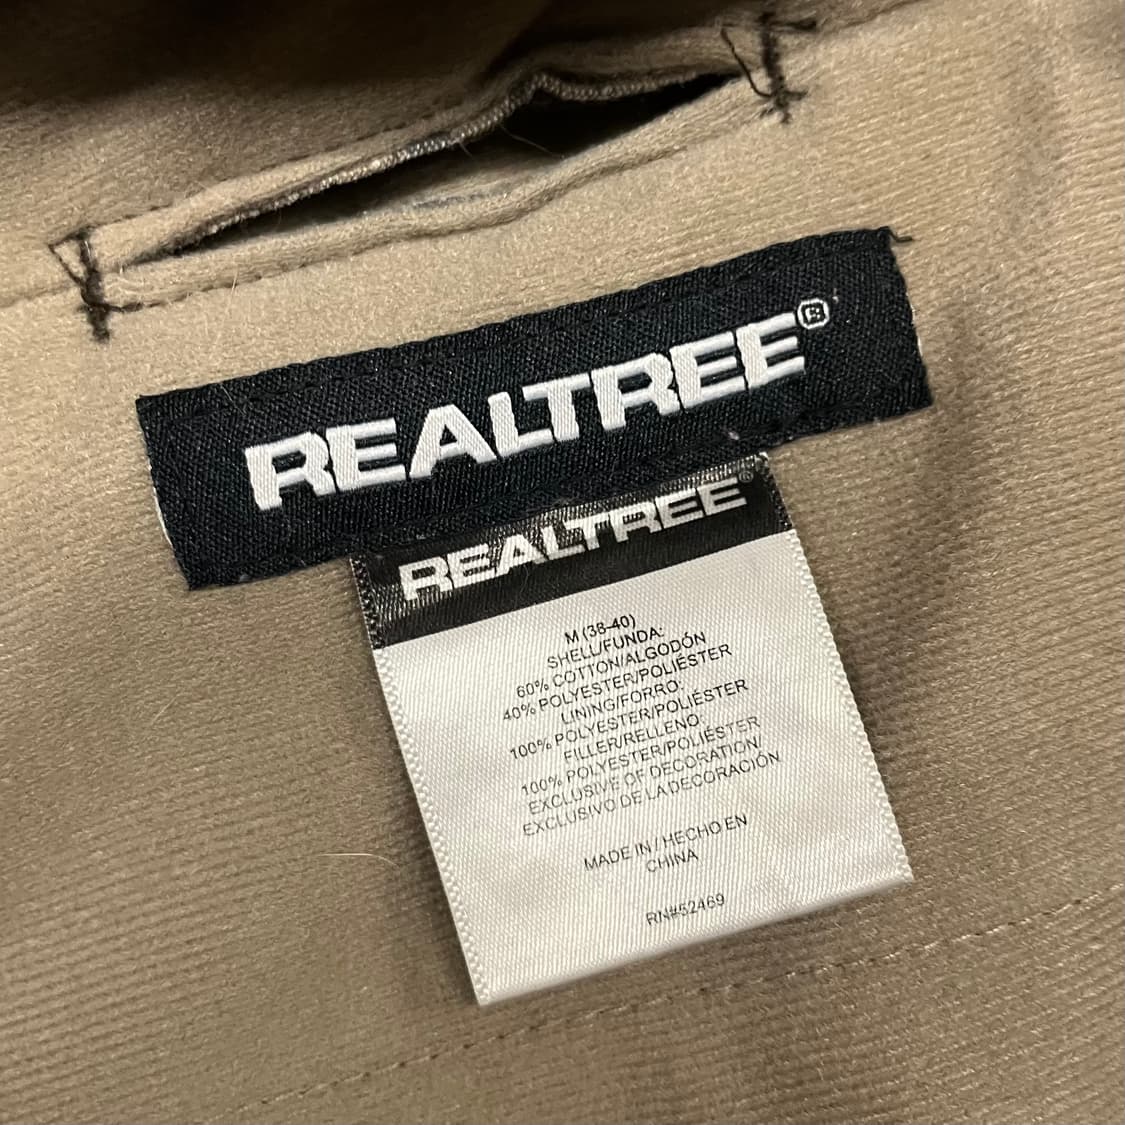 REALTREE®
REALTREE®
M (38-40)
SHELL/FUNDA:
60% COTTON/ALGODÓN
40% POLYESTER/POLIÉSTER
LINING/FORRO:
100% POLYESTER/POLIÉSTER
FILLER/RELLENO:
100% POLYESTER/POLIÉSTER
EXCLUSIVE OF DECORATION/
EXCLUSIVO DE LA DECORACIÓN
MADE IN / HECHO EN
CHINA
RN#52469